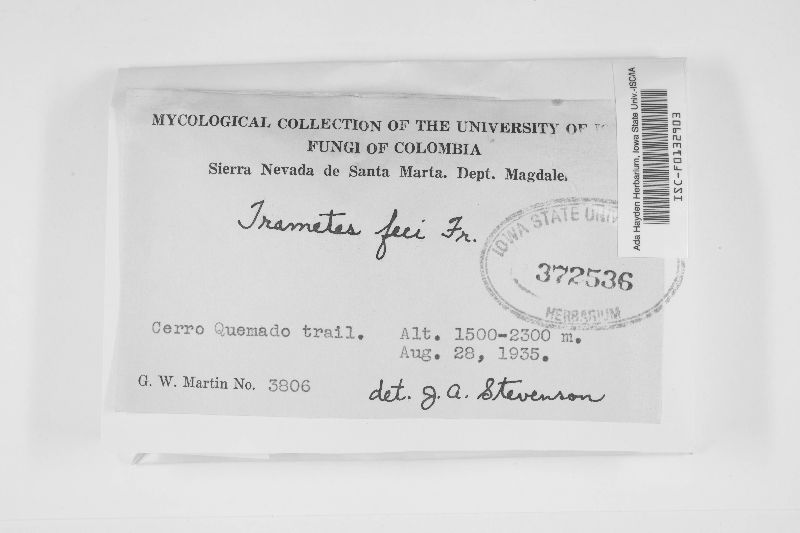 MYCOLOGICAL COLLECTION OF THE UNIVERSITY OF
FUNGI OF COLOMBIA
Sierra Nevada de Santa Marta. Dept. Magdale
Trametes feei Fr.
IOWA STATE UNIV
372536
HERBARIUM
Cerro Quemado trail. Alt. 1500-2300 m.
Aug. 28, 1935.
G. W. Martin No. 3806
det. J. A. Stevenson
Ada Hayden Herbarium, Iowa State Univ.-ISC/IA
ISC-F0132903